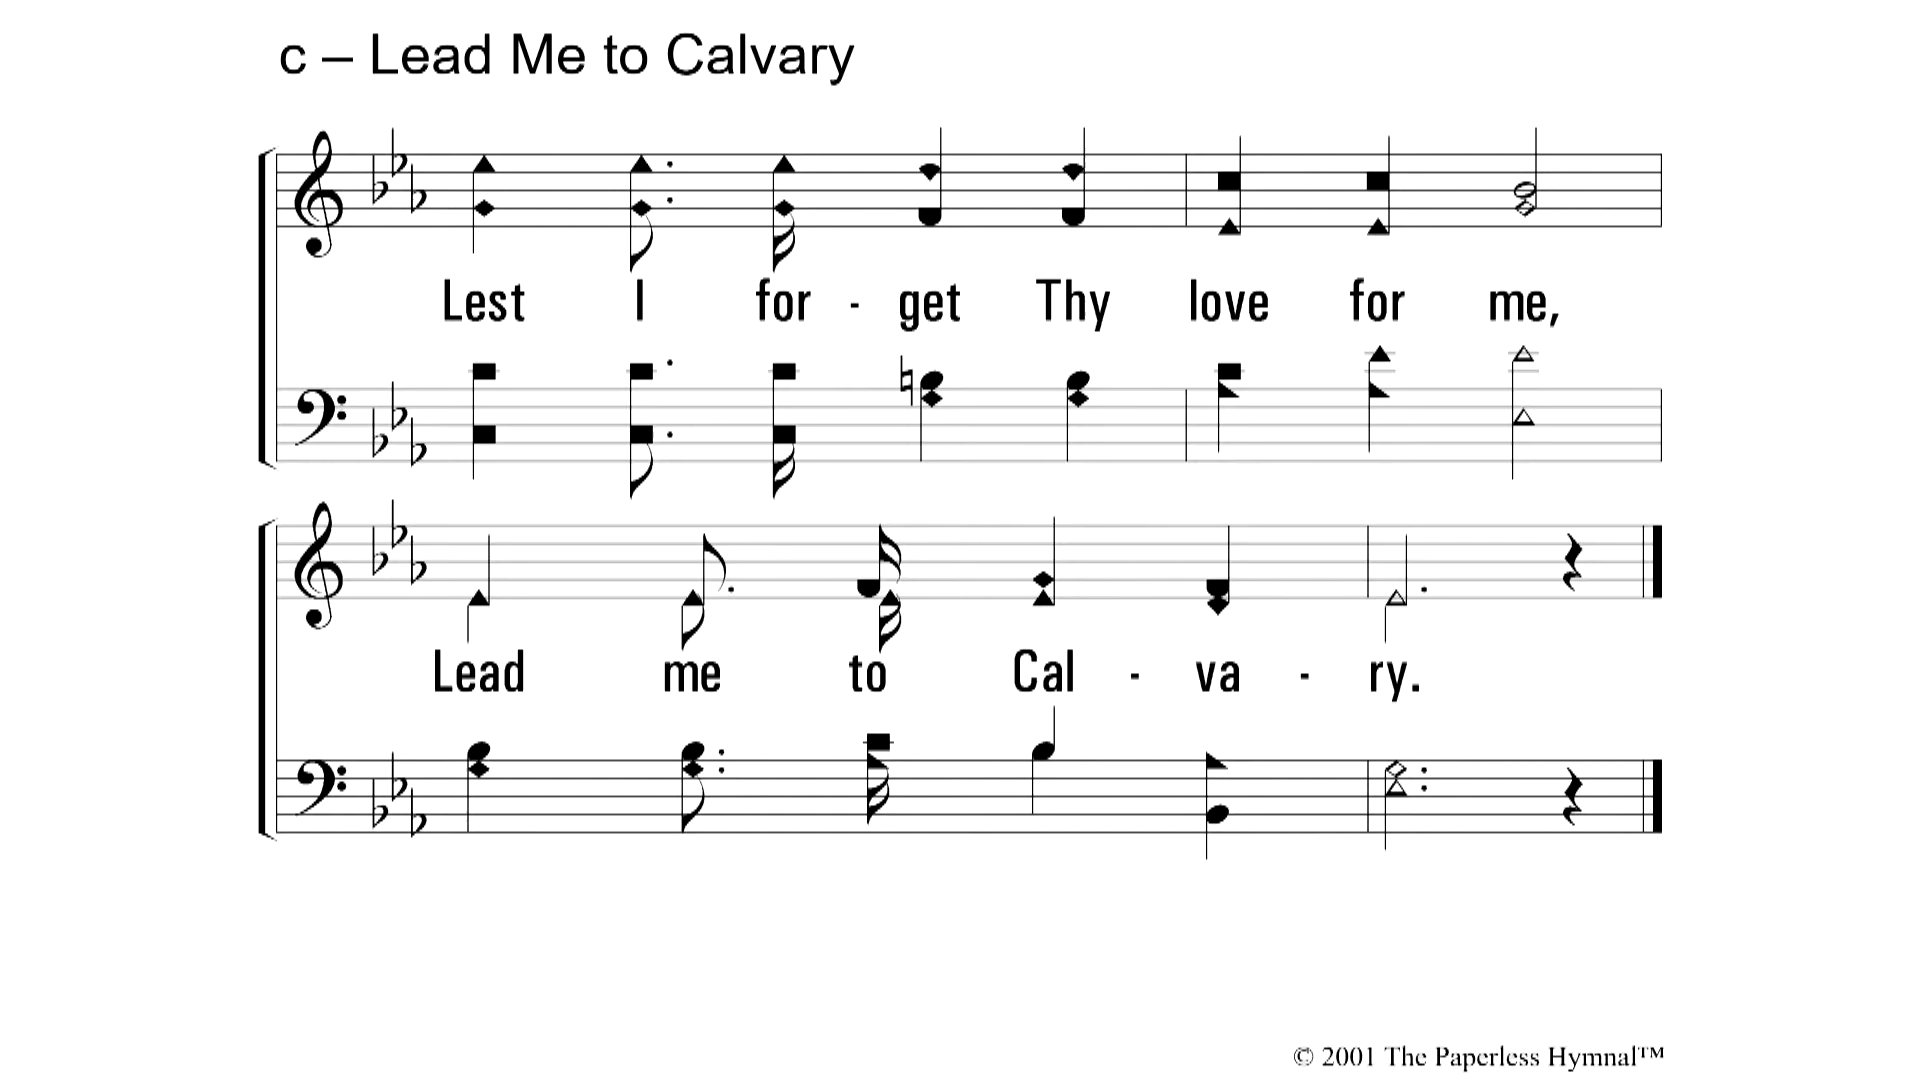 c – Lead Me to Calvary
Lest I for - get Thy love for me,
Lead me to Cal - va - ry.
© 2001 The Paperless Hymnal™